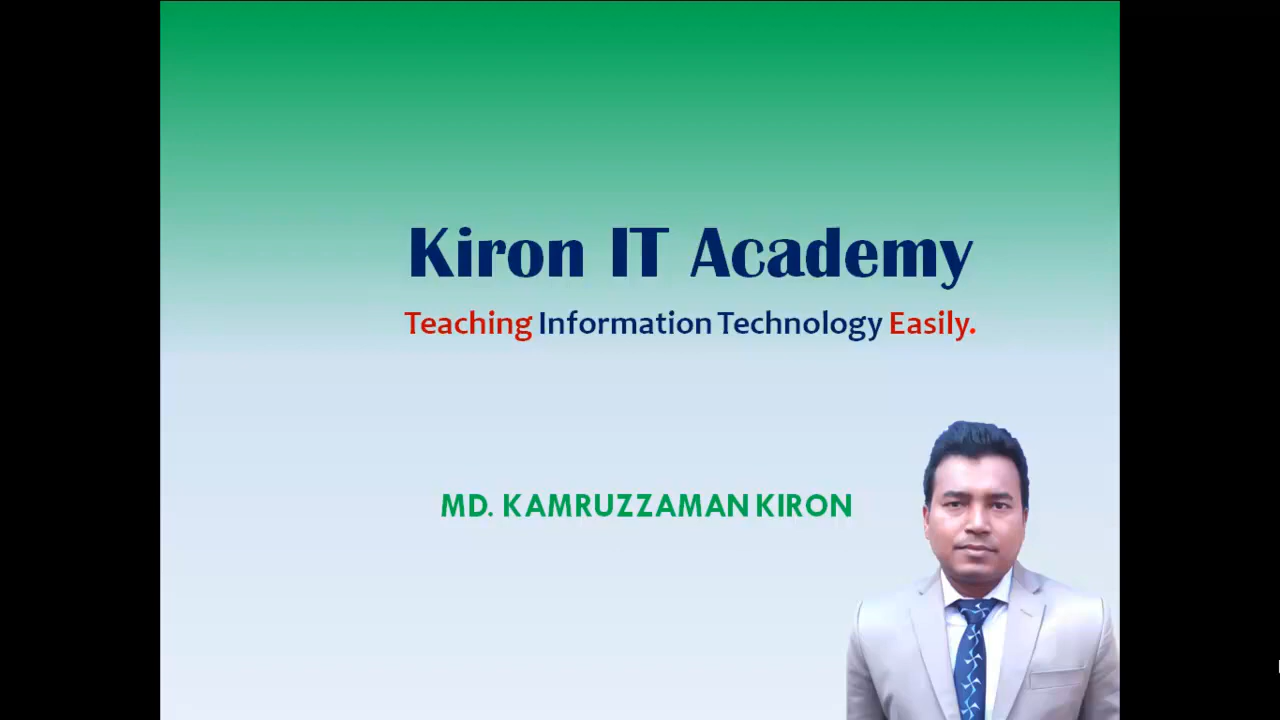 Kiron IT Academy
Teaching Information Technology Easily.
MD. KAMRUZZAMAN KIRON